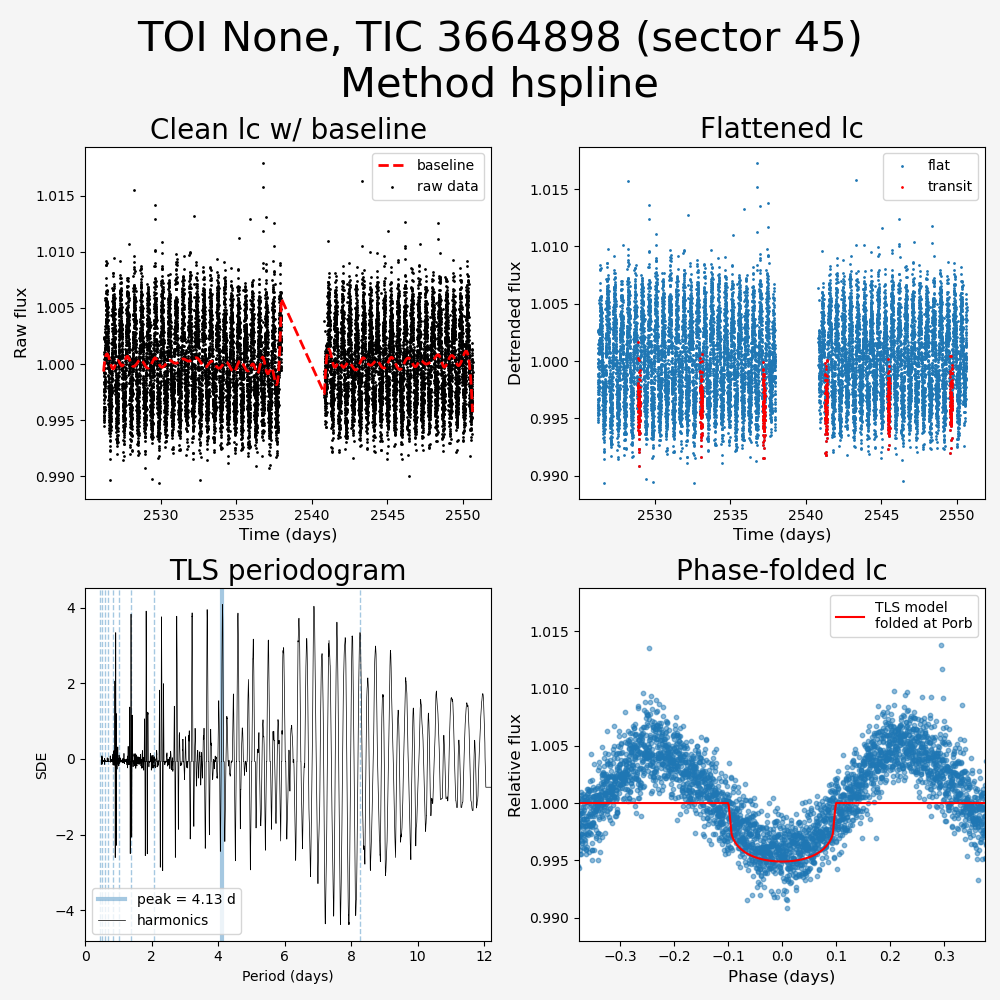 TOI None, TIC 3664898 (sector 45)
Method hspline
Clean lc w/ baseline
Flattened lc
baseline
raw data
flat
transit
1.015
1.010
1.005
1.000
0.995
0.990
Raw flux
2530
2535
2540
2545
2550
Time (days)
1.015
1.010
1.005
1.000
0.995
0.990
Detrended flux
2530
2535
2540
2545
2550
Time (days)
TLS periodogram
Phase-folded lc
4
2
0
−2
−4
SDE
peak = 4.13 d
harmonics
0
2
4
6
8
10
12
Period (days)
TLS model
folded at Porb
1.015
1.010
1.005
1.000
0.995
0.990
Relative flux
−0.3
−0.2
−0.1
0.0
0.1
0.2
0.3
Phase (days)